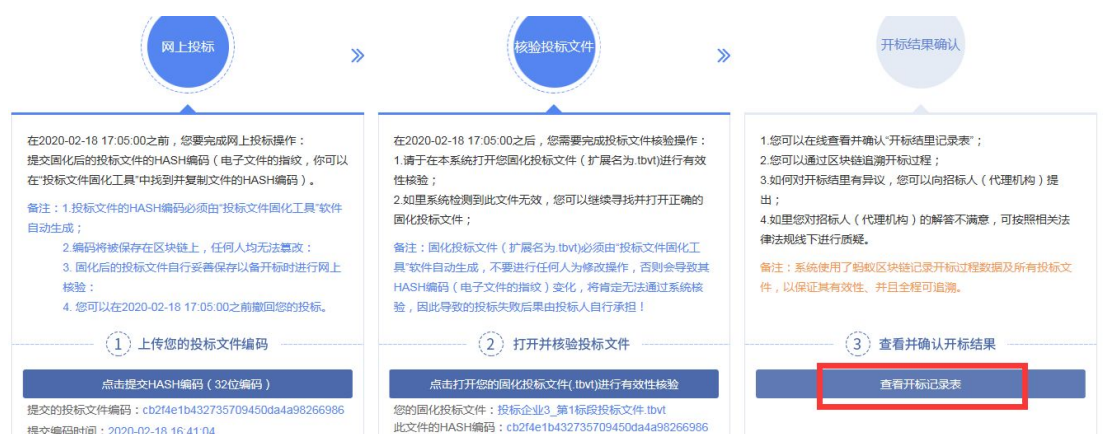 网上投标
在2020-02-18 17:05:00之前，您要完成网上投标操作：
提交固化后的投标文件的HASH编码（电子文件的指纹，你可以
在"投标文件固化工具"中找到并复制文件的HASH编码）。
备注：1.投标文件的HASH编码必须由"投标文件固化工具"软件
自动生成；
2.编码将被保存在区块链上，任何人均无法篡改：
3. 固化后的投标文件自行妥善保存以备开标时进行网上
核验：
4. 您可以在2020-02-18 17:05:00之前撤回您的投标。
1 上传您的投标文件编码
点击提交HASH编码（32位编码）
提交的投标文件编码：cb2f4e1b432735709450da4a98266986
提交编码时间：2020-02-18 16:41:04
核验投标文件
在2020-02-18 17:05:00之后，您需要完成投标文件核验操作：
1.请于在本系统打开您固化投标文件（扩展名为.tbvt)进行有效
性核验；
2.如里系统检测到此文件无效，您可以继续寻找并打开正确的
固化投标文件；
备注：固化投标文件（扩展名为.tbvt)必须由"投标文件固化工
具"软件自动生成，不要进行任何人为修改操作，否则会导致其
HASH编码（电子文件的指纹）变化，将肯定无法通过系统核
验，因此导致的投标失败后果由投标人自行承担！
2 打开并核验投标文件
点击打开您的固化投标文件(.tbvt)进行有效性核验
您的固化投标文件：投标企业3_第1标段投标文件.tbvt
此文件的HASH编码：cb2f4e1b432735709450da4a98266986
开标结果确认
1.您可以在线查看并确认"开标结里记录表"；
2.您可以通过区块链追溯开标过程；
3.如何对开标结里有异议，您可以向招标人（代理机构）提
出；
4.如里您对招标人（代理机构）的解答不满意，可按照相关法
律法规线下进行质疑。
备注：系统使用了蚂蚁区块链记录开标过程数据及所有投标文
件，以保证其有效性、并且全程可追溯。
3 查看并确认开标结果
查看开标记录表